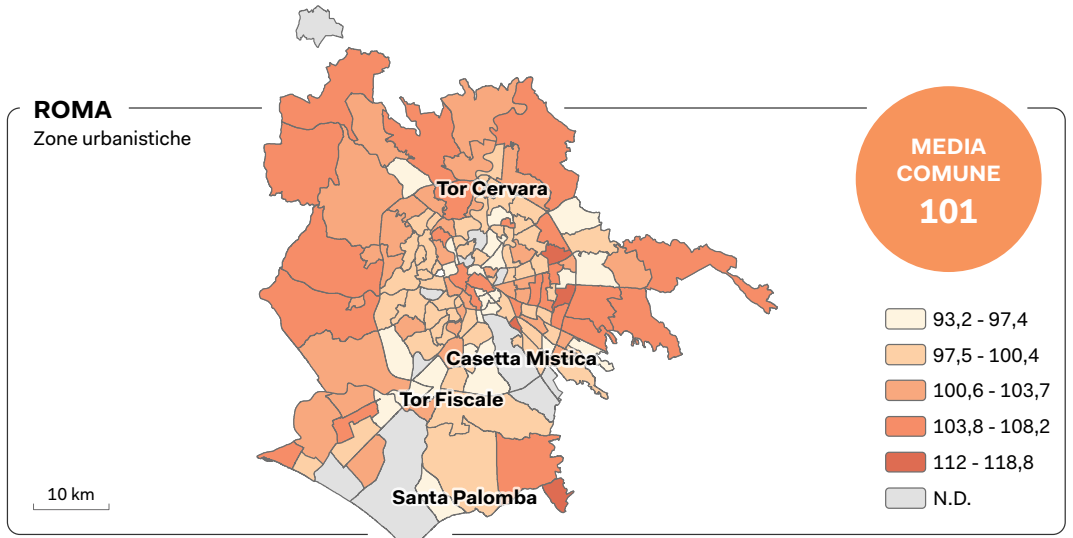 ROMA
Zone urbanistiche
MEDIA
COMUNE
101
Tor Cervara
Casetta Mistica
Tor Fiscale
Santa Palomba
93,2 - 97,4
97,5 - 100,4
100,6 - 103,7
103,8 - 108,2
112 - 118,8
N.D.
10 km